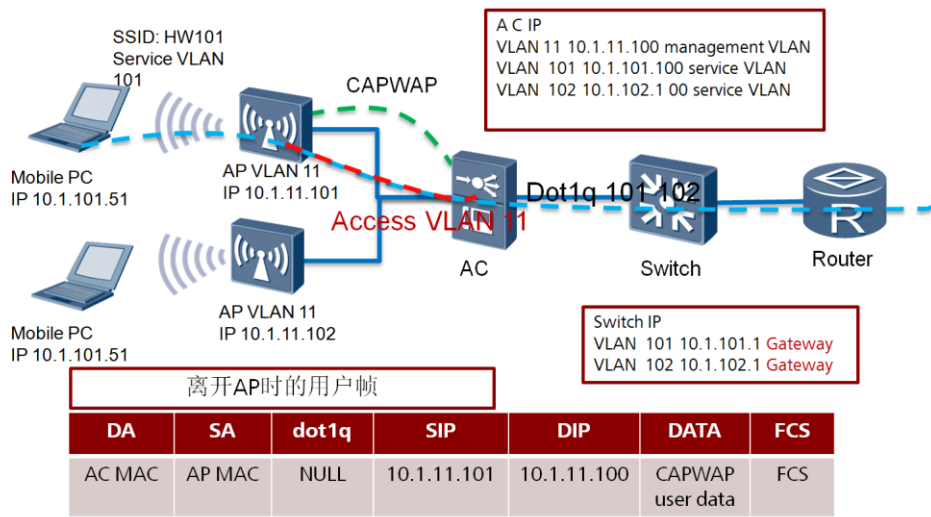 SSID: HW101
Service VLAN
101
CAPWAP
A C IP
VLAN 11 10.1.11.100 management VLAN
VLAN 101 10.1.101.100 service VLAN
VLAN 102 10.1.102.1 00 service VLAN
Mobile PC
IP 10.1.101.51
AP VLAN 11
IP 10.1.11.101
Access VLAN 11
Dot1q 101 102
AC
Switch
Router
R
Mobile PC
IP 10.1.101.51
AP VLAN 11
IP 10.1.11.102
Switch IP
VLAN 101 10.1.101.1 Gateway
VLAN 102 10.1.102.1 Gateway
离开AP时的用户帧
DA SA dot1q SIP DIP DATA FCS
AC MAC AP MAC NULL 10.1.11.101 10.1.11.100 CAPWAP FCS
user data